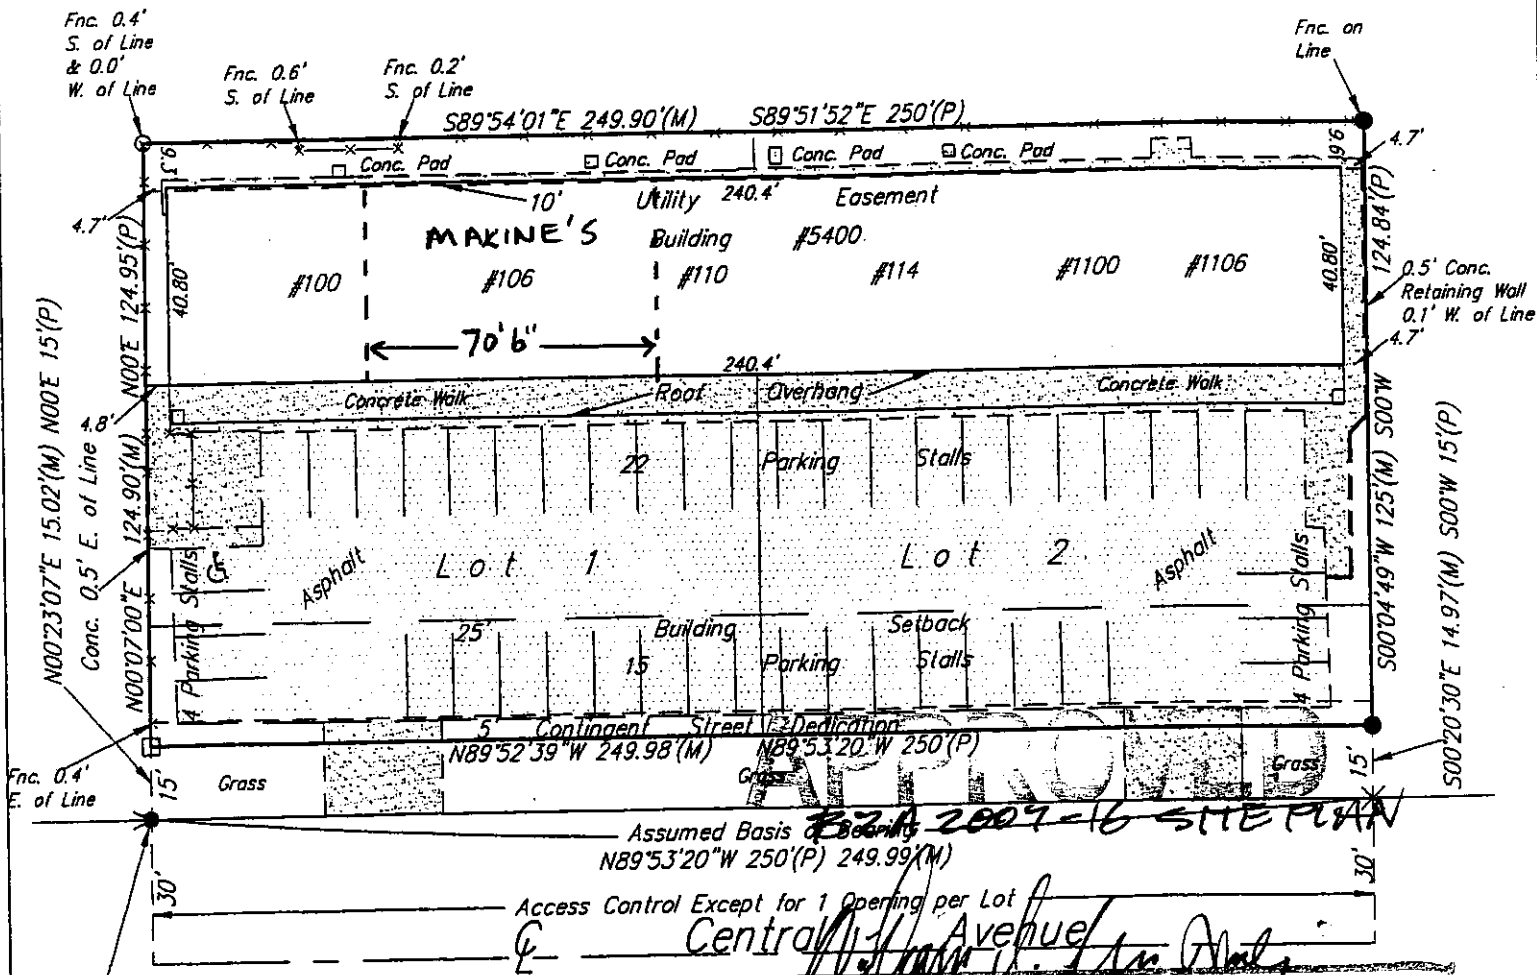 Fnc. 0.4'
S. of Line
& 0.0'
W. of Line
Fnc. 0.6'
S. of Line
Fnc. 0.2'
S. of Line
Fnc. on
Line
S89°54'01"E 249.90'(M)
S89°51'52"E 250'(P)
Conc. Pad
Conc. Pad
Conc. Pad
Conc. Pad
4.7'
4.7'
10' Utility 240.4' Easement
MAKINE'S
Building #5400
#100
#106
#110
#114
#1100
#1106
40.80'
40.80'
70'6"
240.4'
N00°E 124.95'(P)
124.84'(P)
0.5' Conc.
Retaining Wall
0.1' W. of Line
4.7'
Concrete Walk
Roof Overhang
Concrete Walk
4.8'
22 Parking Stalls
Asphalt
Lot 1
Lot 2
Asphalt
4 Parking Stalls
4 Parking Stalls
25' Building Setback
15 Parking Stalls
N00°23'07"E 15.02'(M) N00°E 15'(P)
Conc. 0.5' E. of Line
N00°07'00"E 124.90'(M)
S00°04'49"W 125'(M) S00°W
S00°20'30"E 14.97'(M) S00°W 15'(P)
5' Contingent Street Dedication
N89°52'39"W 249.98'(M)
N89°53'20"W 250'(P)
Fnc. 0.4'
E. of Line
15'
Grass
Grass
Grass
15'
APPROVED
BZA 2007-16 SITE PLAN
Assumed Basis of Bearing
N89°53'20"W 250'(P) 249.99'(M)
30'
30'
Access Control Except for 1 Opening per Lot
Central Avenue